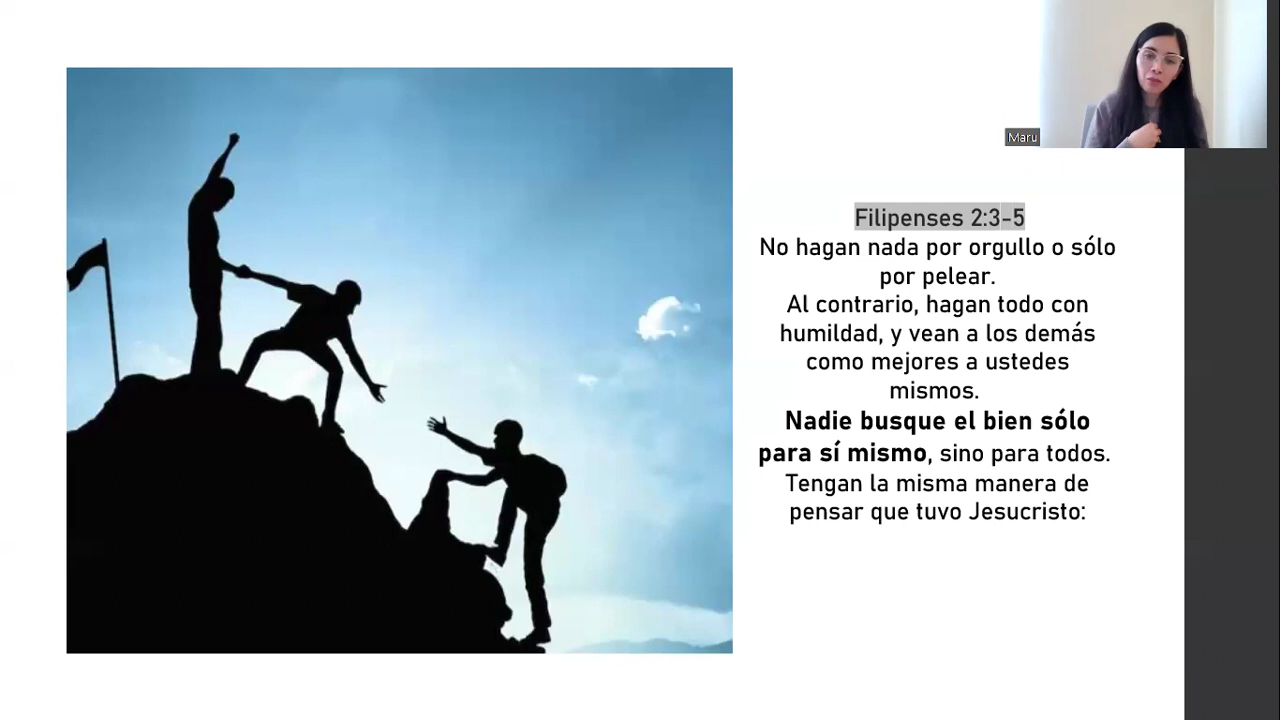 Maru
Filipenses 2:3-5
No hagan nada por orgullo o sólo
por pelear.
Al contrario, hagan todo con
humildad, y vean a los demás
como mejores a ustedes
mismos.
Nadie busque el bien sólo
para sí mismo, sino para todos.
Tengan la misma manera de
pensar que tuvo Jesucristo: